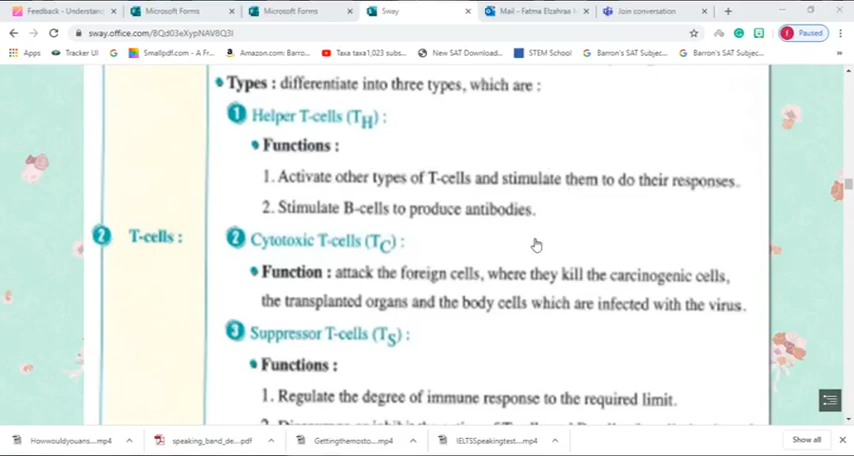 Feedback - Understan
Microsoft Forms
Microsoft Forms
Sway
Mail - Fatma Elzahraa
Join conversation
sway.office.com/8Qd03eXypNAV8Q3I
Paused
Apps
Tracker UI
Smallpdf.com - A Fr...
Amazon.com: Barro...
Taxa taxa1,023 subs...
New SAT Download...
STEM School
Barron's SAT Subjec...
Barron's SAT Subjec...
Types : differentiate into three types, which are :
1 Helper T-cells (TH) :
Functions :
1. Activate other types of T-cells and stimulate them to do their responses.
2. Stimulate B-cells to produce antibodies.
2 T-cells :
2 Cytotoxic T-cells (TC) :
Function : attack the foreign cells, where they kill the carcinogenic cells,
the transplanted organs and the body cells which are infected with the virus.
3 Suppressor T-cells (TS) :
Functions :
1. Regulate the degree of immune response to the required limit.
Howwouldyouans....mp4
speaking_band_de....pdf
Gettingthemosto....mp4
IELTSSpeakingtest....mp4
Show all